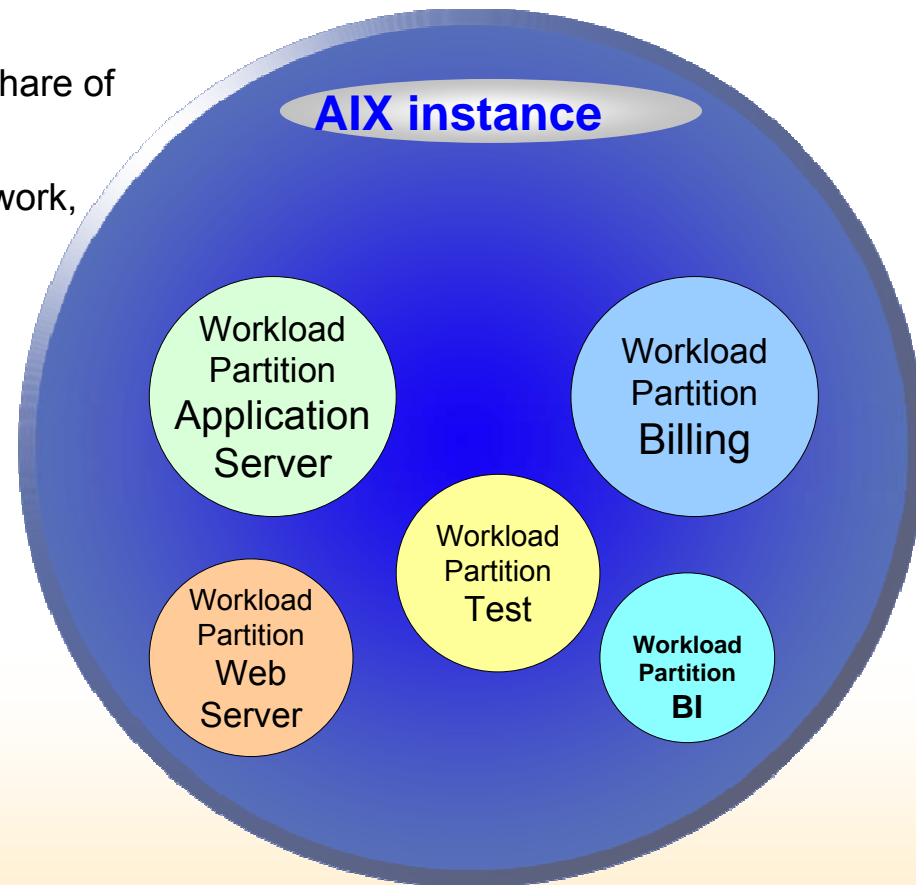 hare of
work,
AIX instance
Workload
Partition
Application
Server
Workload
Partition
Billing
Workload
Partition
Test
Workload
Partition
Web
Server
Workload
Partition
BI